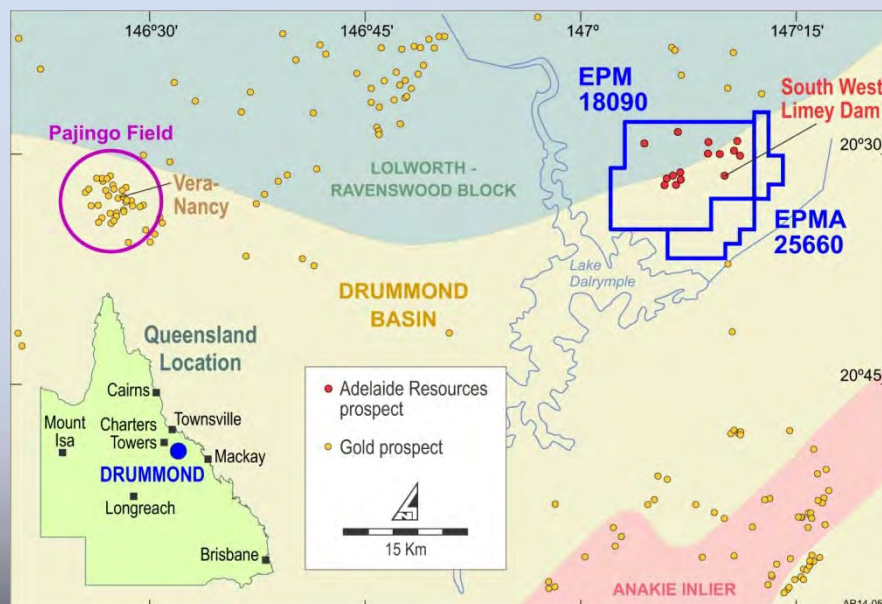 146°30'
146°45'
147°
147°15'
EPM
18090
South West
Limey Dam
Pajingo Field
20°30'
Vera-
Nancy
LOLWORTH -
RAVENSWOOD BLOCK
EPMA
25660
Lake
Dalrymple
DRUMMOND
BASIN
Queensland
Location
20°45'
Cairns
Mount
Isa
Charters
Towers
Townsville
Mackay
DRUMMOND
Longreach
Brisbane
Adelaide Resources
prospect
Gold prospect
N
15 Km
ANAKIE INLIER